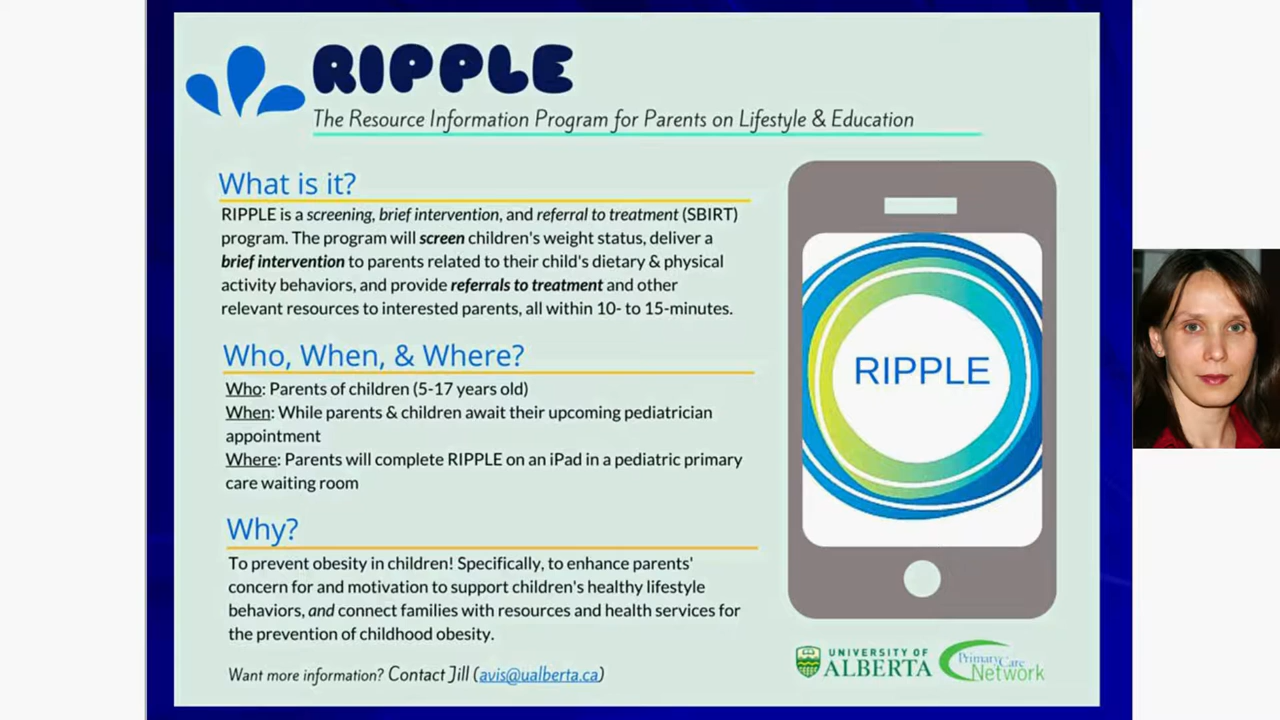 RIPPLE
The Resource Information Program for Parents on Lifestyle & Education
What is it?
RIPPLE is a screening, brief intervention, and referral to treatment (SBIRT)
program. The program will screen children's weight status, deliver a
brief intervention to parents related to their child's dietary & physical
activity behaviors, and provide referrals to treatment and other
relevant resources to interested parents, all within 10- to 15-minutes.
Who, When, & Where?
Who: Parents of children (5-17 years old)
When: While parents & children await their upcoming pediatrician
appointment
Where: Parents will complete RIPPLE on an iPad in a pediatric primary
care waiting room
Why?
To prevent obesity in children! Specifically, to enhance parents'
concern for and motivation to support children's healthy lifestyle
behaviors, and connect families with resources and health services for
the prevention of childhood obesity.
Want more information? Contact Jill (avis@ualberta.ca)
RIPPLE
UNIVERSITY OF
ALBERTA
Primary Care
Network